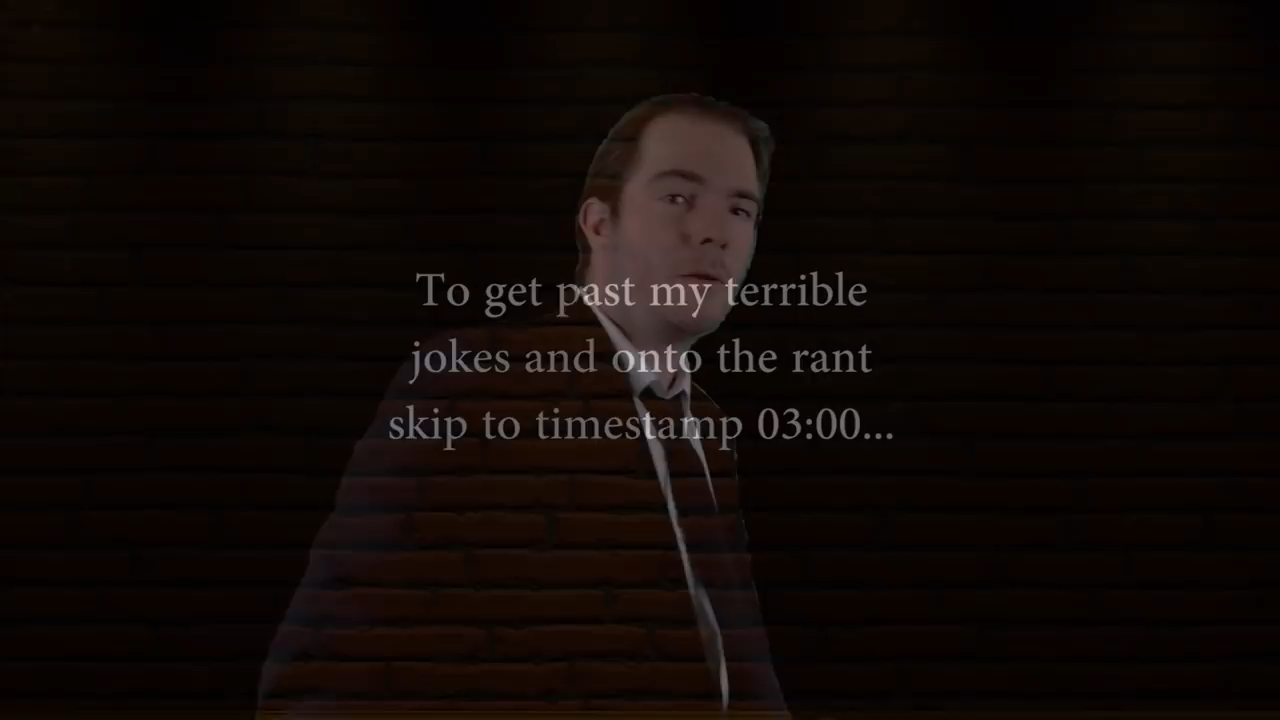 To get past my terrible
jokes and onto the rant
skip to timestamp 03:00...